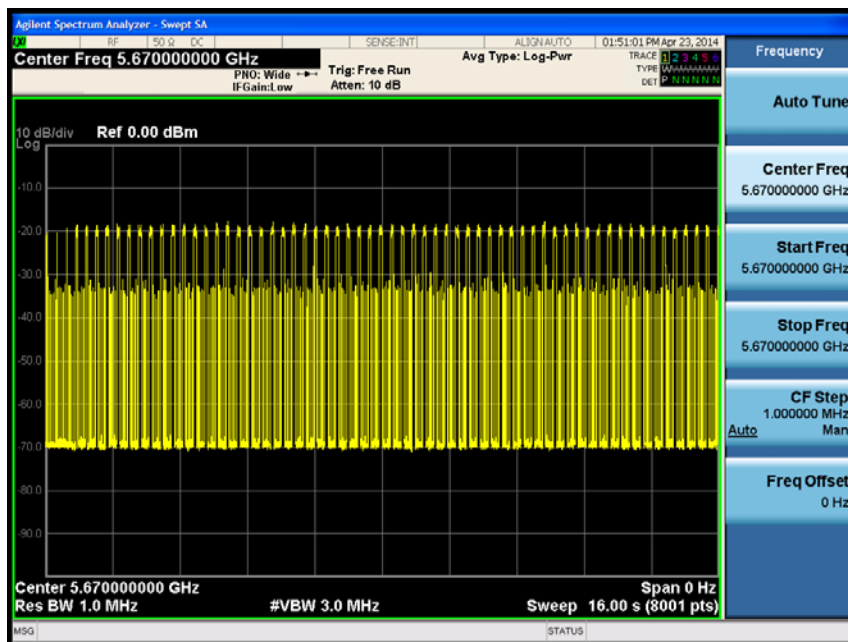 Agilent Spectrum Analyzer - Swept SA
RF 50 Ω DC SENSE:INT ALIGN AUTO 01:51:01 PM Apr 23, 2014
Center Freq 5.670000000 GHz
PNO: Wide
IFGain:Low
Trig: Free Run
Atten: 10 dB
Avg Type: Log-Pwr
TRACE 1 2 3 4 5 6
TYPE W
DET P N N N N N
10 dB/div Ref 0.00 dBm
Log
-10.0
-20.0
-30.0
-40.0
-50.0
-60.0
-70.0
-80.0
-90.0
Center 5.670000000 GHz Span 0 Hz
Res BW 1.0 MHz #VBW 3.0 MHz Sweep 16.00 s (8001 pts)
MSG STATUS
Frequency
Auto Tune
Center Freq
5.670000000 GHz
Start Freq
5.670000000 GHz
Stop Freq
5.670000000 GHz
CF Step
1.000000 MHz
Auto Man
Freq Offset
0 Hz